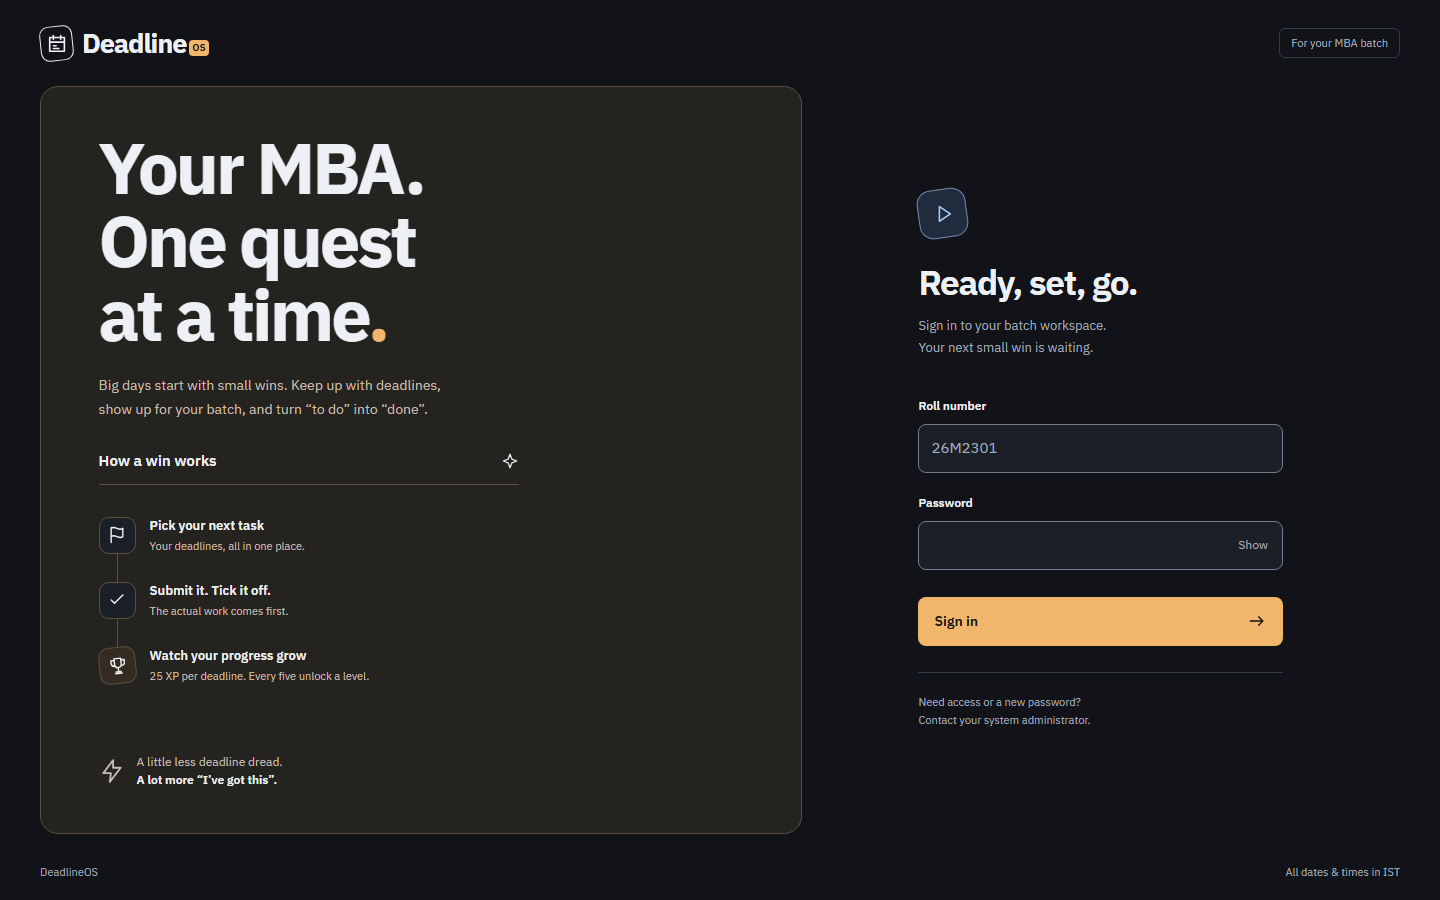 Deadline OS
For your MBA batch
Your MBA.
One quest
at a time.
Big days start with small wins. Keep up with deadlines,
show up for your batch, and turn “to do” into “done”.
How a win works
Pick your next task
Your deadlines, all in one place.
Submit it. Tick it off.
The actual work comes first.
Watch your progress grow
25 XP per deadline. Every five unlock a level.
A little less deadline dread.
A lot more “I’ve got this”.
Ready, set, go.
Sign in to your batch workspace.
Your next small win is waiting.
Roll number
26M2301
Password
Show
Sign in
Need access or a new password?
Contact your system administrator.
DeadlineOS
All dates & times in IST